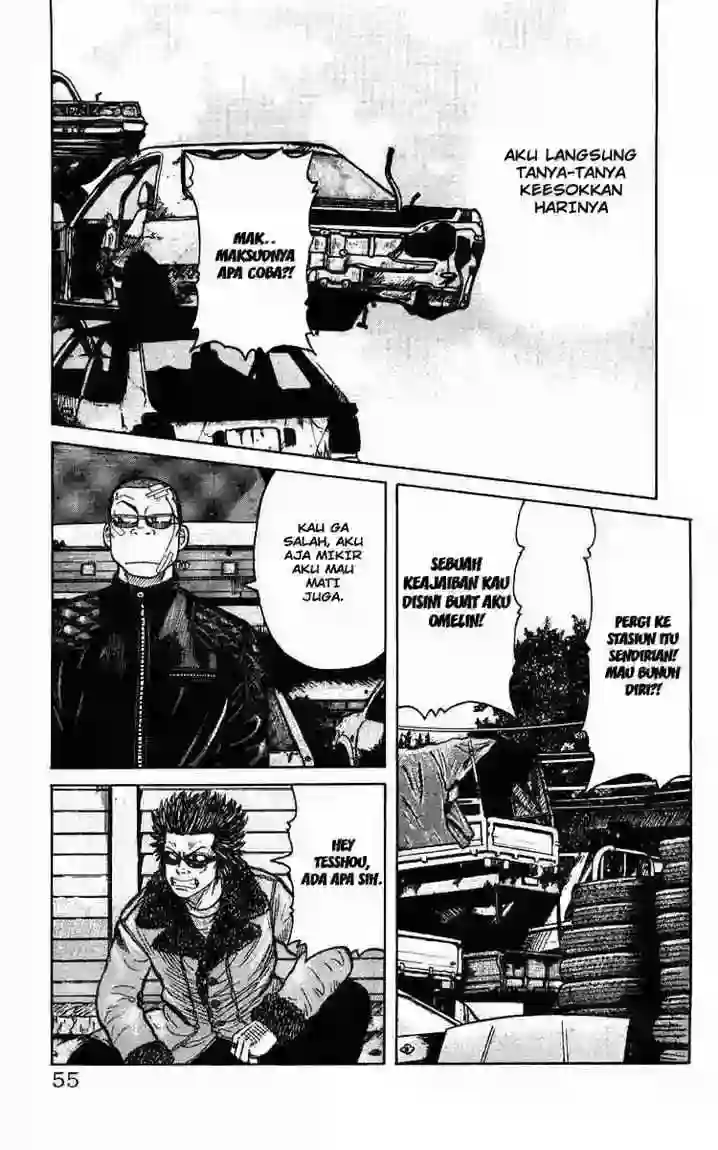 AKU LANGSUNG
TANYA-TANYA
KEESOKKAN
HARINYA
MAK..
MAKSUDNYA
APA COBA?!
PERGI KE
STASIUN ITU
SENDIRIAN!
MAU BUNUH
DIRI?!
SEBUAH
KEAJAIBAN KAU
DISINI BUAT AKU
OMELIN!
KAU GA
SALAH, AKU
AJA MIKIR
AKU MAU
MATI
JUGA.
HEY
TESSHOU,
ADA APA SIH.
55